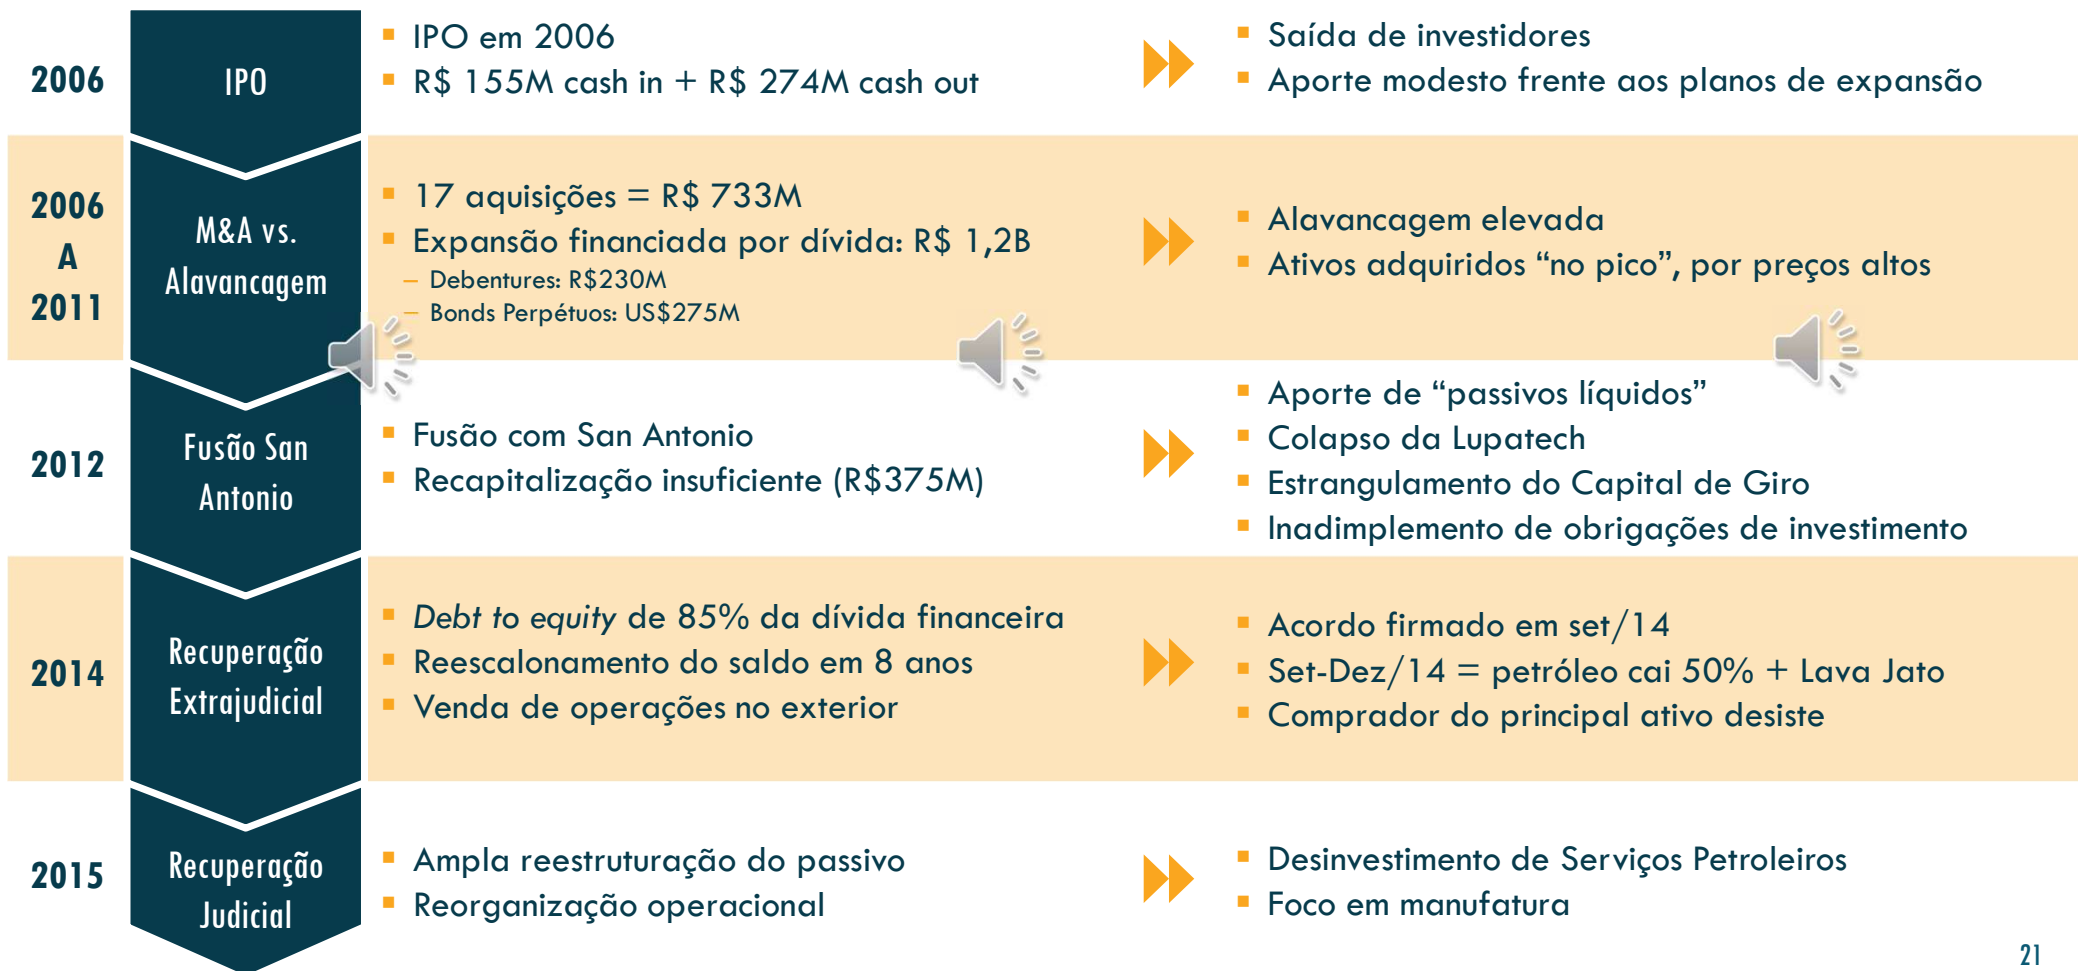 2006
IPO
IPO em 2006
R$ 155M cash in + R$ 274M cash out
Saída de investidores
Aporte modesto frente aos planos de expansão
2006
A
2011
M&A vs.
Alavancagem
17 aquisições = R$ 733M
Expansão financiada por dívida: R$ 1,2B
– Debentures: R$230M
– Bonds Perpétuos: US$275M
Alavancagem elevada
Ativos adquiridos “no pico”, por preços altos
2012
Fusão San
Antonio
Fusão com San Antonio
Recapitalização insuficiente (R$375M)
Aporte de “passivos líquidos”
Colapso da Lupatech
Estrangulamento do Capital de Giro
Inadimplemento de obrigações de investimento
2014
Recuperação
Extrajudicial
Debt to equity de 85% da dívida financeira
Reescalonamento do saldo em 8 anos
Venda de operações no exterior
Acordo firmado em set/14
Set-Dez/14 = petróleo cai 50% + Lava Jato
Comprador do principal ativo desiste
2015
Recuperação
Judicial
Ampla reestruturação do passivo
Reorganização operacional
Desinvestimento de Serviços Petroleiros
Foco em manufatura
21